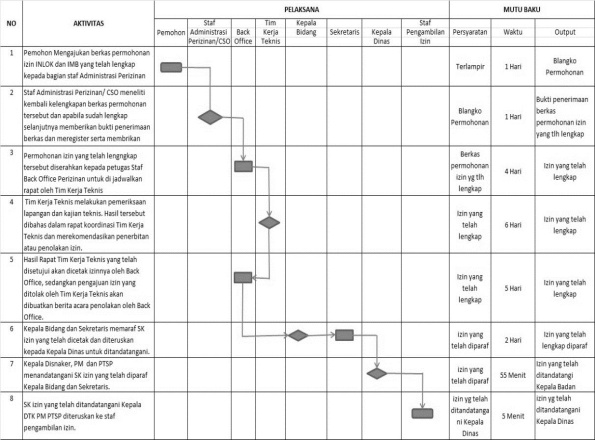 NO
AKTIVITAS
PELAKSANA
MUTU BAKU
Pemohon
Staf
Administrasi
Perizinan/CSO
Back
Office
Tim
Kerja
Teknis
Kepala
Bidang
Sekretaris
Kepala
Dinas
Staf
Pengambilan
Izin
Persyaratan
Waktu
Output
1
Pemohon Mengajukan berkas permohonan
izin INLOK dan IMB yang telah lengkap
kepada bagian staf Administrasi Perizinan
Terlampir
1 Hari
Blangko
Permohonan
2
Staf Administrasi Perizinan/ CSO meneliti
kembali kelengkapan berkas permohonan
tersebut dan apabila sudah lengkap
selanjutnya memberikan bukti penerimaan
berkas dan meregister serta membrikan
Blangko
Permohonan
1 Hari
Bukti penerimaan
berkas
permohonan izin
yang tlh lengkap
3
Permohonan izin yang telah lengngkap
tersebut diserahkan kepada petugas Staf
Back Office Perizinan untuk di jadwalkan
rapat oleh Tim Kerja Teknis
Berkas
permohonan
izin yg tlh
lengkap
4 Hari
Izin yang telah
lengkap
4
Tim Kerja Teknis melakukan pemeriksaan
lapangan dan kajian teknis. Hasil tersebut
dibahas dalam rapat koordinasi Tim Kerja
Teknis dan merekomendasikan penerbitan
atau penolakan izin.
Izin yang
telah
lengkap
6 Hari
Izin yang telah
lengkap
5
Hasil Rapat Tim Kerja Teknis yang telah
disetujui akan dicetak izinnya oleh Back
Office, sedangkan pengajuan izin yang
ditolak oleh Tim Kerja Teknis akan
dibuatkan berita acara penolakan oleh Back
Office.
Izin yang
telah
lengkap
5 Hari
Izin yang telah
lengkap
6
Kepala Bidang dan Sekretaris memaraf SK
izin yang telah dicetak dan diteruskan
kepada Kepala Dinas untuk ditandatangani.
izin yang
telah diparaf
2 Hari
Izin yang telah
lengkap diparaf
7
Kepala Disnaker, PM dan PTSP
menandatangani SK izin yang telah diparaf
Kepala Bidang dan Sekretaris.
Izin yang
telah diparaf
55 Menit
Izin yang telah
ditandatangi
Kepala Badan
8
SK izin yang telah ditandatangani Kepala
DTK PM PTSP diteruskan ke staf
pengambilan izin.
izin yg telah
ditandatanga
ni Kepala
Dinas
5 Menit
izin yg telah
ditandatangani
Kepala Dinas